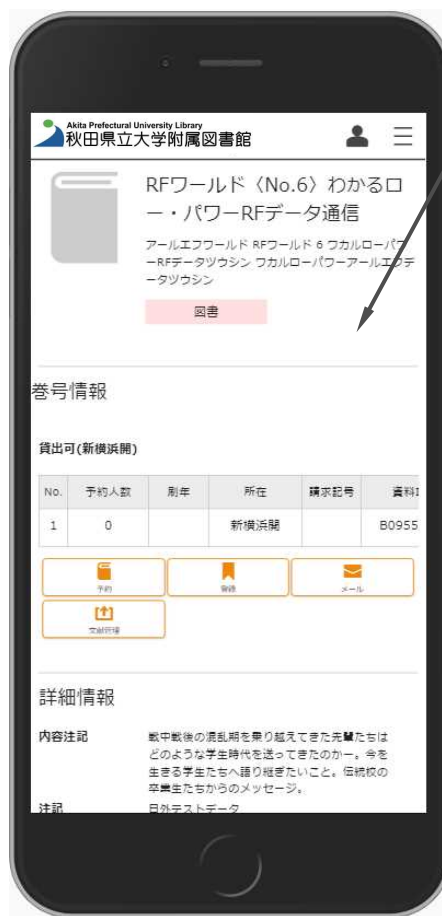 Akita Prefectural University Library
秋田県立大学附属図書館
RFワールド〈No.6〉わかるロ
ー・パワーRFデータ通信
アールエフワールド RFワールド 6 ワカルローパワ
ーRFデータツウシン ワカルローパワーアールエフデ
ータツウシン
図書
巻号情報
貸出可(新横浜開)
No. 予約人数 刷年 所在 請求記号 資料I
1 0 新横浜開 B0955
予約 登録 メール
文献管理
詳細情報
内容注記 戦中戦後の混乱期を乗り越えてきた先輩たちは
どのような学生時代を送ってきたのかー。今を
生きる学生たちへ語り継ぎたいこと。伝統校の
卒業生たちからのメッセージ。
注記 日外テストデータ